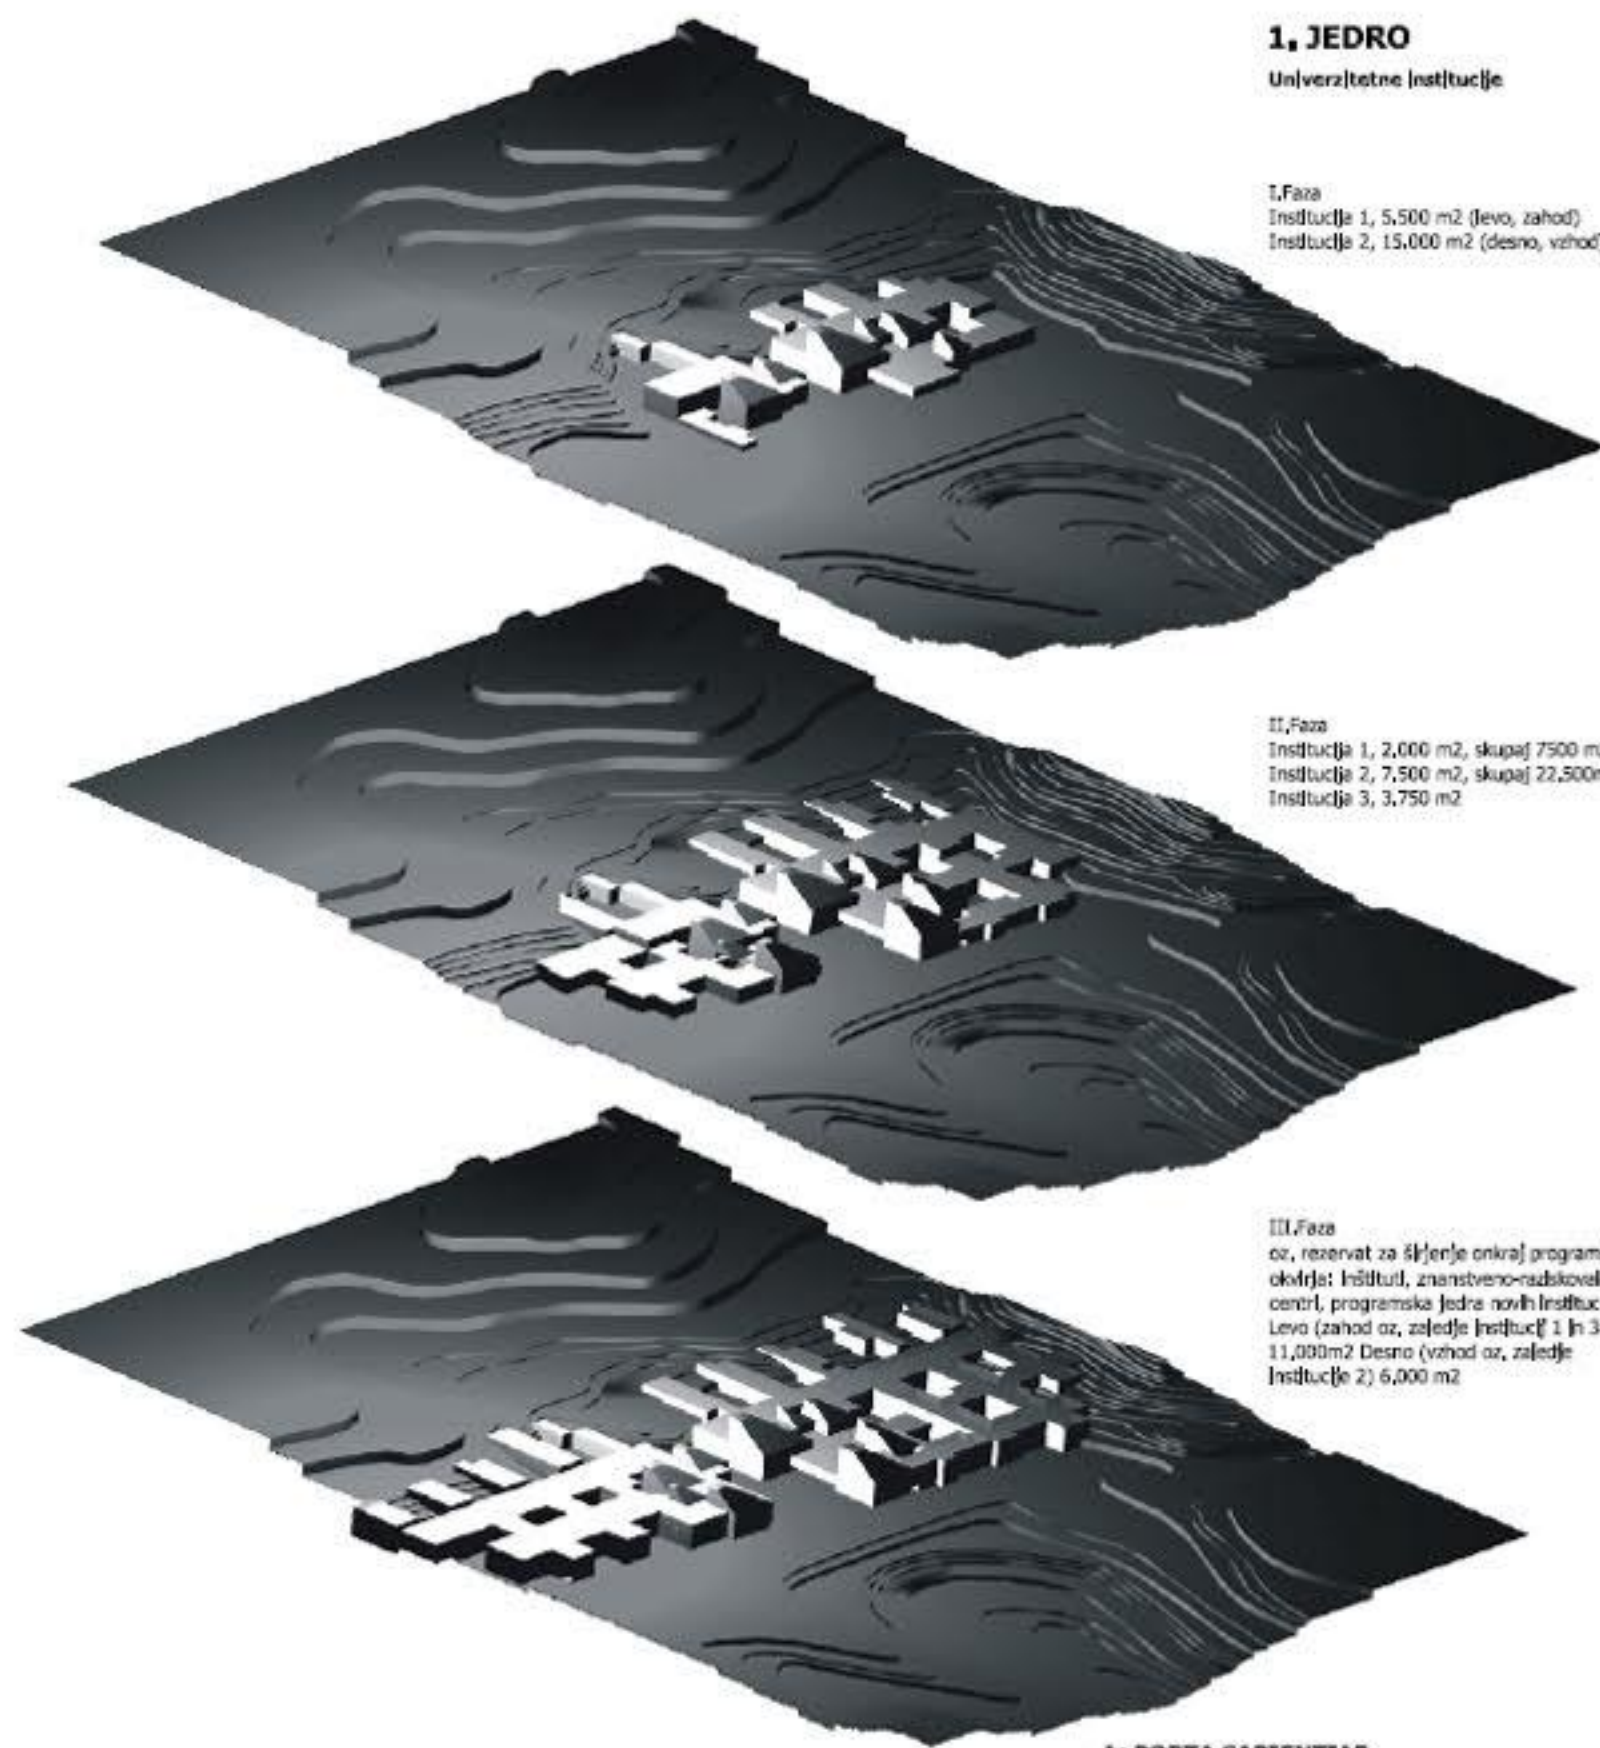 1. JEDRO
Univerzitetne institucije
I.Faza
Institucija 1, 5.500 m2 (levo, zahod)
Institucija 2, 15.000 m2 (desno, vzhod)
II.Faza
Institucija 1, 2.000 m2, skupaj 7500 m2
Institucija 2, 7.500 m2, skupaj 22.500m
Institucija 3, 3.750 m2
III.Faza
oz. rezervat za širjenje onkraj program
okvirja: inštituti, znanstveno-raziskoval
centri, programska jedra novih instituc
Levo (zahod oz. zaledje institucij 1 in 3
11.000m2 Desno (vzhod oz. zaledje
institucije 2) 6.000 m2